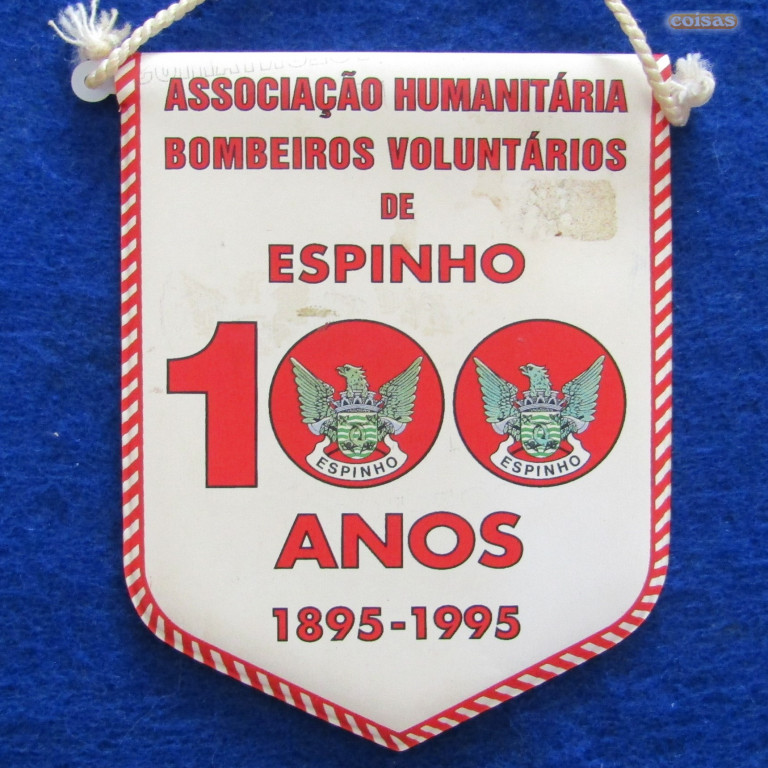 coisas
ASSOCIAÇÃO HUMANITÁRIA
BOMBEIROS VOLUNTÁRIOS
DE
ESPINHO
100
ESPINHO
ESPINHO
ANOS
1895-1995